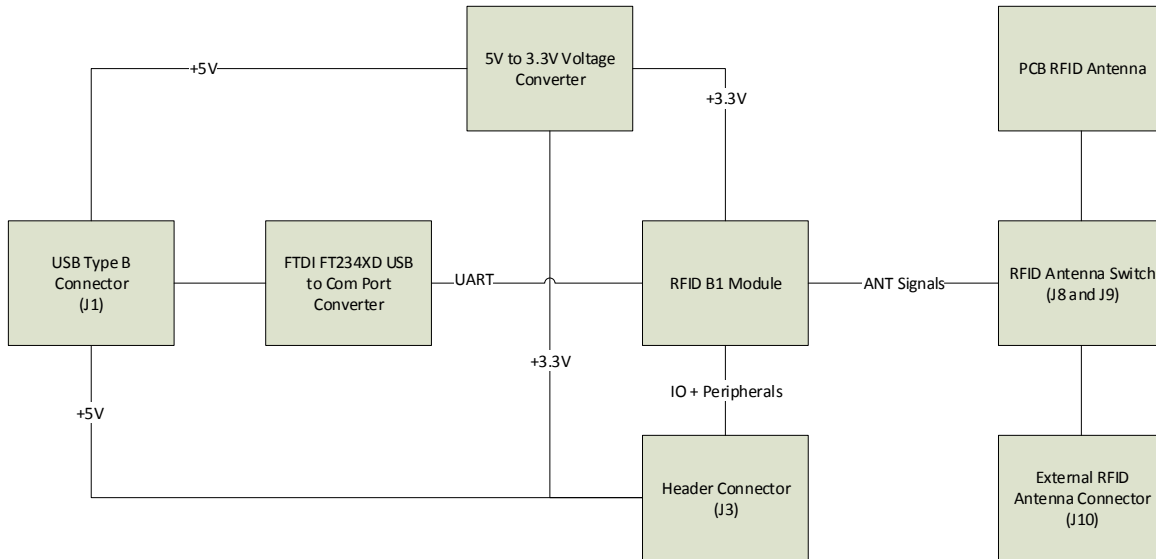 5V to 3.3V Voltage
Converter
PCB RFID Antenna
+5V
+3.3V
USB Type B
Connector
(J1)
FTDI FT234XD USB
to Com Port
Converter
UART
RFID B1 Module
ANT Signals
RFID Antenna Switch
(J8 and J9)
+3.3V
IO + Peripherals
+5V
Header Connector
(J3)
External RFID
Antenna Connector
(J10)